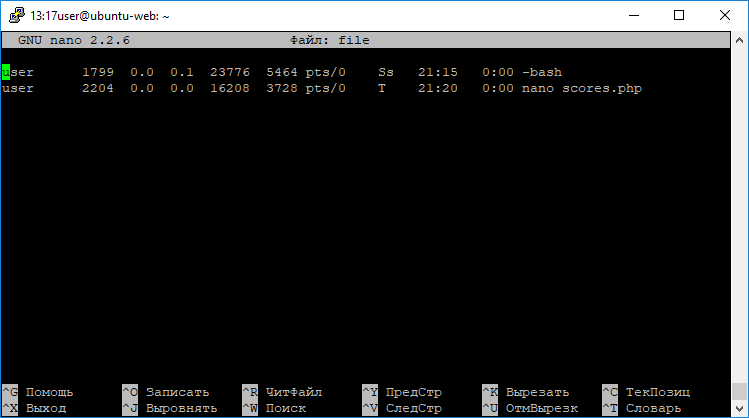 13:17user@ubuntu-web: ~
GNU nano 2.2.6 Файл: file
user 1799 0.0 0.1 23776 5464 pts/0 Ss 21:15 0:00 -bash
user 2204 0.0 0.0 16208 3728 pts/0 T 21:20 0:00 nano scores.php
^G Помощь ^O Записать ^R ЧитФайл ^Y ПредСтр ^K Вырезать ^C ТекПозиц
^X Выход ^J Выровнять ^W Поиск ^V СледСтр ^U ОтмВырезк ^T Словарь